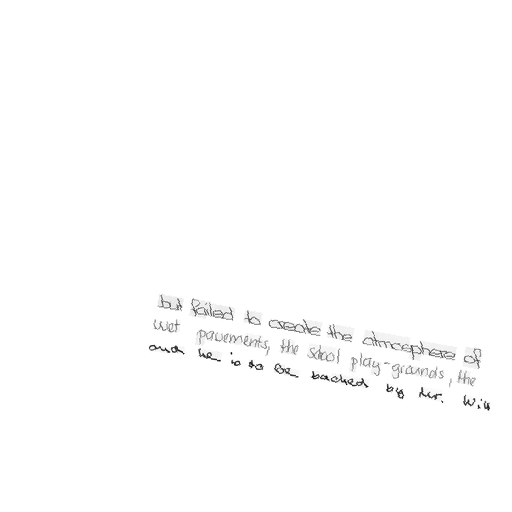 but failed to create the atmosphere of
wet pavements, the school play-grounds, the
and he is to be backed by Mr. Will